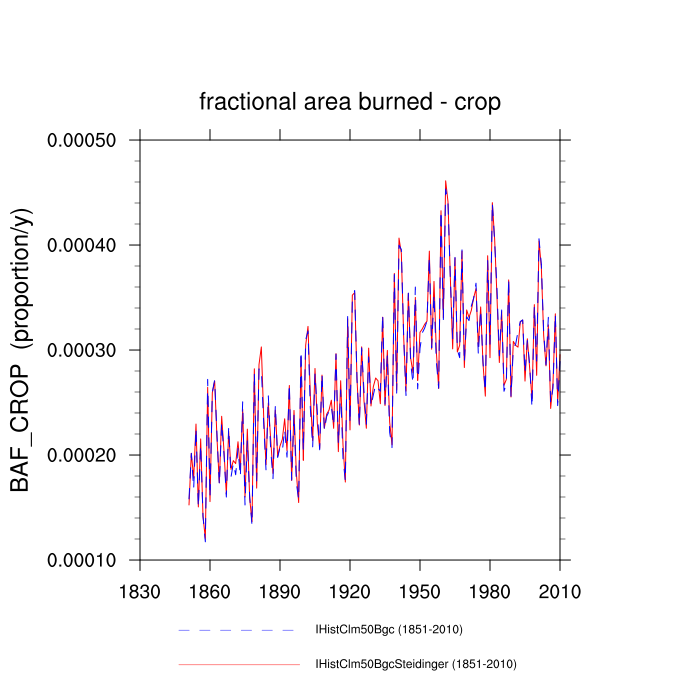 fractional area burned - crop
BAF_CROP (proportion/y)
0.00050
0.00040
0.00030
0.00020
0.00010
1830 1860 1890 1920 1950 1980 2010
IHistClm50Bgc (1851-2010)
IHistClm50BgcSteidinger (1851-2010)